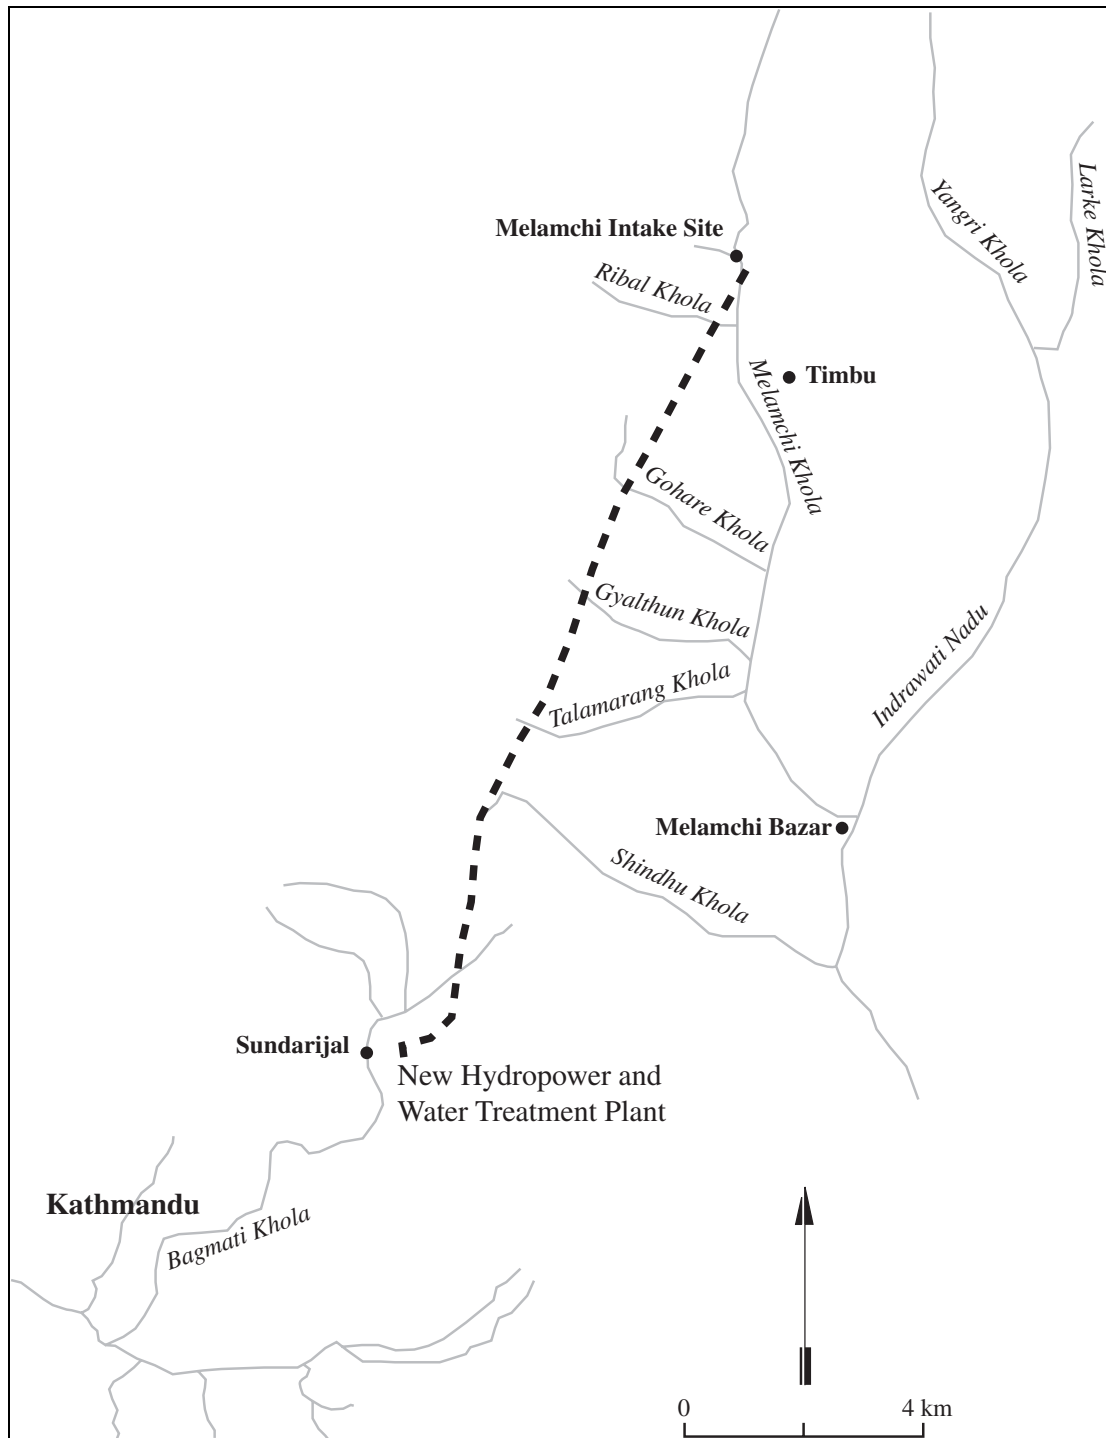 Larke Khola
Yangri Khola
Melamchi Intake Site
Ribal Khola
Melamchi Khola
Timbu
Gohare Khola
Gyalthun Khola
Indrawati Nadu
Talamarang Khola
Melamchi Bazar
Shindhu Khola
Sundarijal
New Hydropower and
Water Treatment Plant
Kathmandu
Bagmati Khola
0 4 km